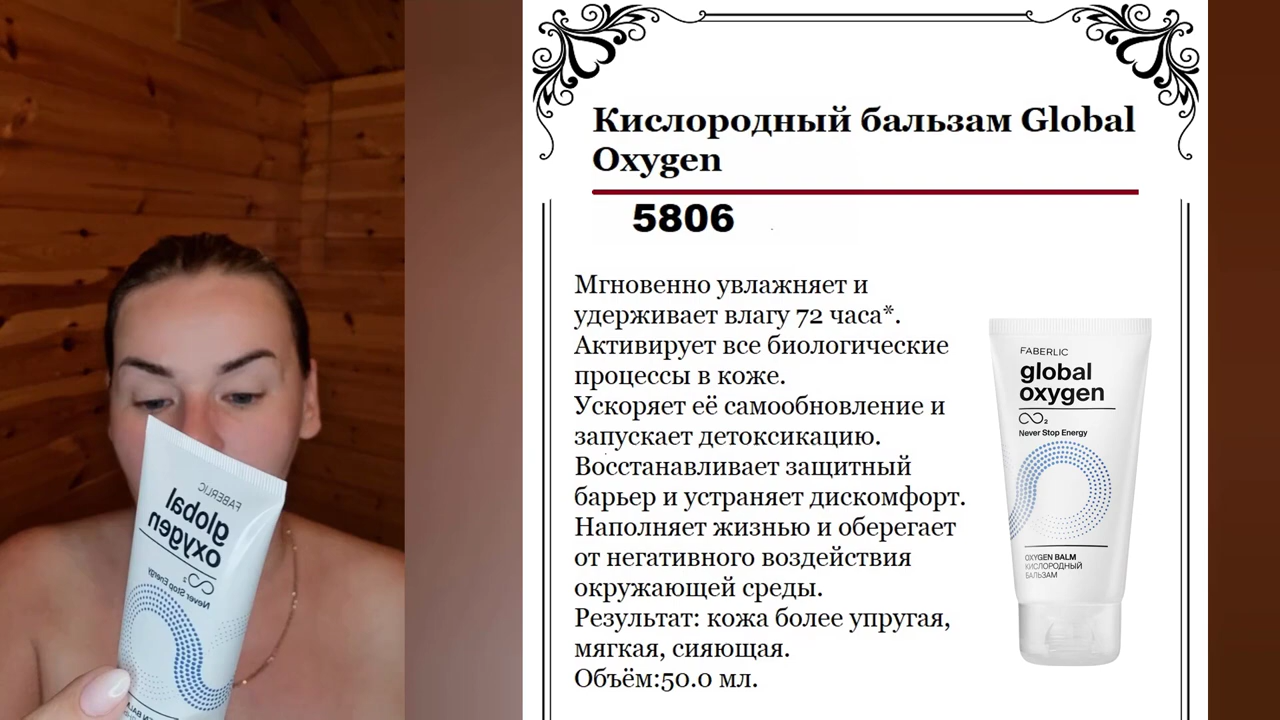 FABERLIC
global
oxygen
2
Never Stop Energy
Кислородный бальзам Global
Oxygen
5806
Мгновенно увлажняет и
удерживает влагу 72 часа*.
Активирует все биологические
процессы в коже.
Ускоряет её самообновление и
запускает детоксикацию.
Восстанавливает защитный
барьер и устраняет дискомфорт.
Наполняет жизнью и оберегает
от негативного воздействия
окружающей среды.
Результат: кожа более упругая,
мягкая, сияющая.
Объём:50.0 мл.
FABERLIC
global
oxygen
2
Never Stop Energy
OXYGEN BALM
КИСЛОРОДНЫЙ
БАЛЬЗАМ